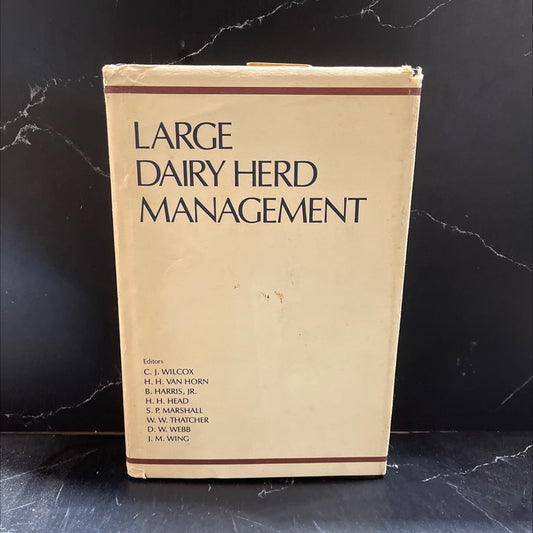 LARGE
DAIRY HERD
MANAGEMENT
Editors
C. J. WILCOX
H. H. VAN HORN
B. HARRIS, JR.
H. H. HEAD
S. P. MARSHALL
W. W. THATCHER
D. W. WEBB
J. M. WING